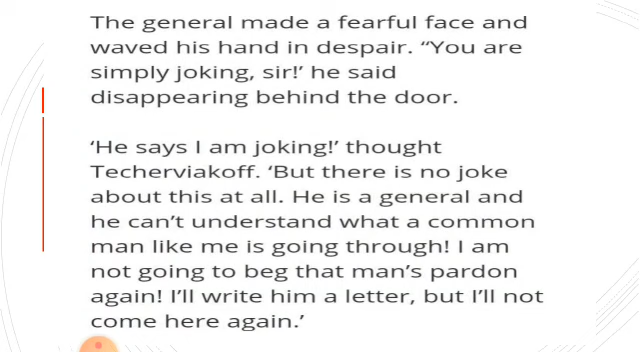 The general made a fearful face and
waved his hand in despair. “You are
simply joking, sir!’ he said
disappearing behind the door.
‘He says I am joking!’ thought
Techerviakoff. ‘But there is no joke
about this at all. He is a general and
he can’t understand what a common
man like me is going through! I am
not going to beg that man’s pardon
again! I’ll write him a letter, but I’ll not
come here again.’